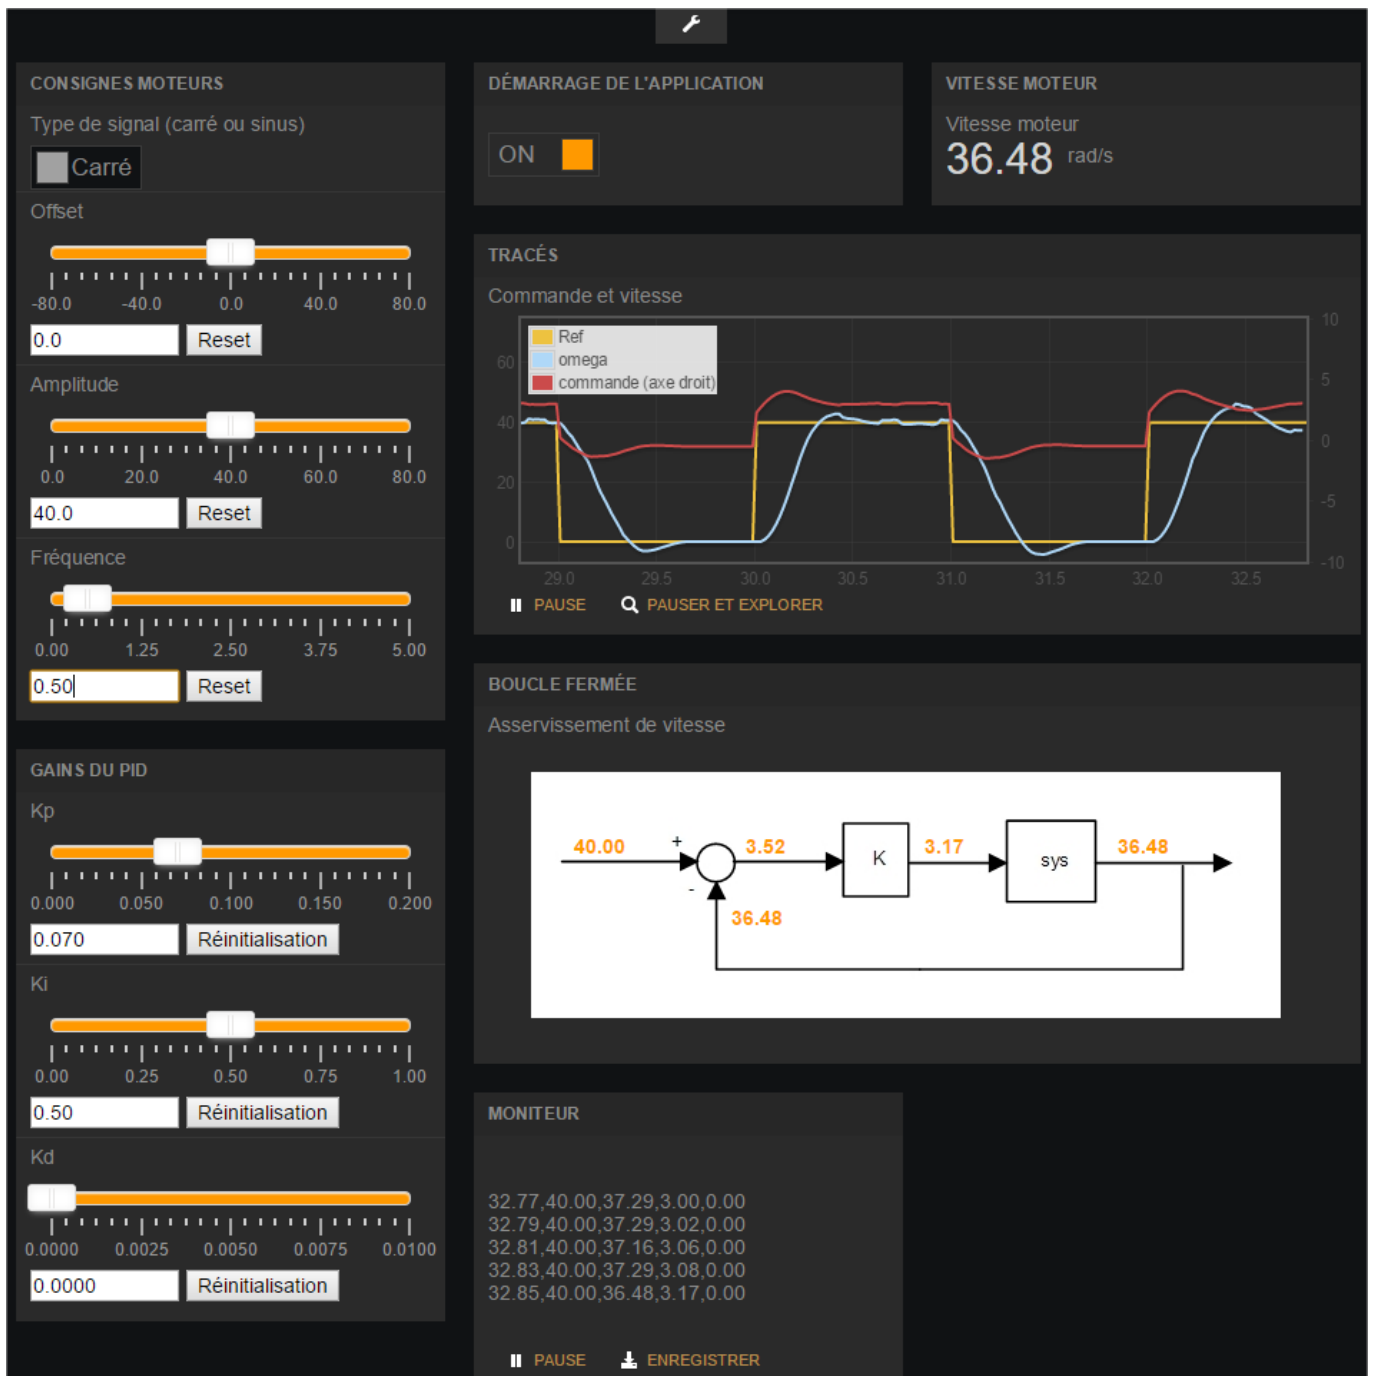 CONSIGNES MOTEURS
Type de signal (carré ou sinus)
Carré
Offset
-80.0 -40.0 0.0 40.0 80.0
0.0 Reset
Amplitude
0.0 20.0 40.0 60.0 80.0
40.0 Reset
Fréquence
0.00 1.25 2.50 3.75 5.00
0.50 Reset
GAINS DU PID
Kp
0.000 0.050 0.100 0.150 0.200
0.070 Réinitialisation
Ki
0.00 0.25 0.50 0.75 1.00
0.50 Réinitialisation
Kd
0.0000 0.0025 0.0050 0.0075 0.0100
0.0000 Réinitialisation
DÉMARRAGE DE L'APPLICATION
ON
VITESSE MOTEUR
Vitesse moteur
36.48 rad/s
TRACÉS
Commande et vitesse
Ref
omega
commande (axe droit)
60
40
20
0
10
5
0
-5
-10
29.0 29.5 30.0 30.5 31.0 31.5 32.0 32.5
PAUSE PAUSER ET EXPLORER
BOUCLE FERMÉE
Asservissement de vitesse
40.00 + 3.52 K 3.17 sys 36.48
-
36.48
MONITEUR
32.77,40.00,37.29,3.00,0.00
32.79,40.00,37.29,3.02,0.00
32.81,40.00,37.16,3.06,0.00
32.83,40.00,37.29,3.08,0.00
32.85,40.00,36.48,3.17,0.00
PAUSE ENREGISTRER